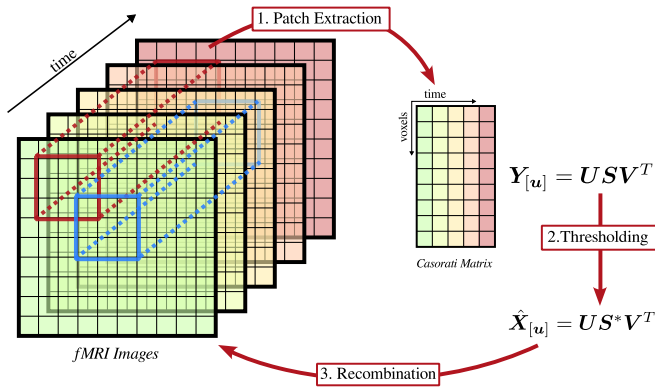 1. Patch Extraction
time
time
voxels
Y[u] = USV^T
2.Thresholding
Casorati Matrix
X̂[u] = US*V^T
fMRI Images
3. Recombination